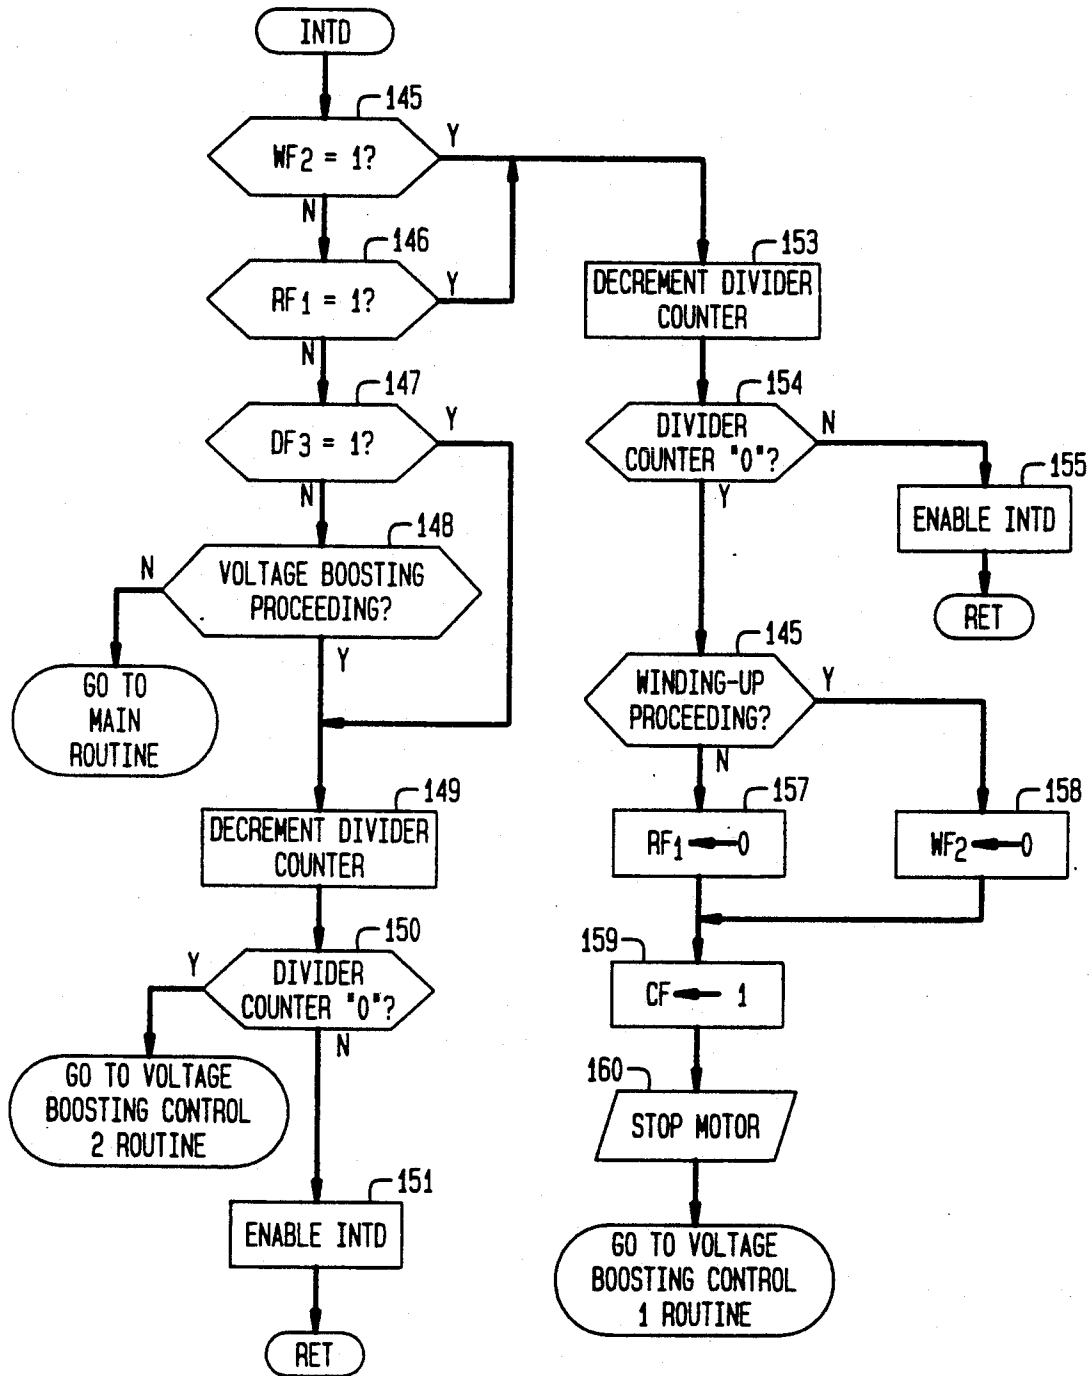 INTD
145
WF2 = 1?
Y
N
146
RF1 = 1?
Y
N
147
DF3 = 1?
Y
N
148
VOLTAGE BOOSTING
PROCEEDING?
N
Y
GO TO
MAIN
ROUTINE
149
DECREMENT DIVIDER
COUNTER
150
DIVIDER
COUNTER "0"?
Y
N
GO TO VOLTAGE
BOOSTING CONTROL
2 ROUTINE
151
ENABLE INTD
RET
153
DECREMENT DIVIDER
COUNTER
154
DIVIDER
COUNTER "0"?
N
Y
155
ENABLE INTD
RET
145
WINDING-UP
PROCEEDING?
Y
N
157
RF1 ← 0
158
WF2 ← 0
159
CF ← 1
160
STOP MOTOR
GO TO VOLTAGE
BOOSTING CONTROL
1 ROUTINE